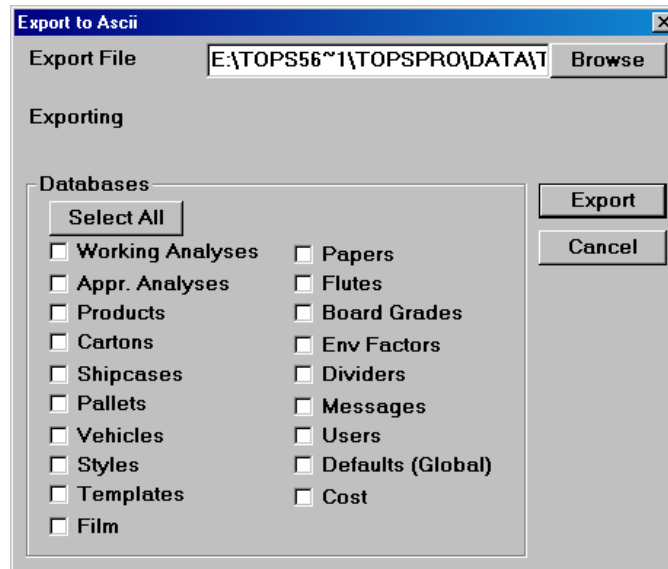 Export to Ascii
Export File E:\TOPS56~1\TOPSPRO\DATA\T Browse
Exporting
Databases
Select All
Export
Cancel
Working Analyses
Appr. Analyses
Products
Cartons
Shipcases
Pallets
Vehicles
Styles
Templates
Film
Papers
Flutes
Board Grades
Env Factors
Dividers
Messages
Users
Defaults (Global)
Cost